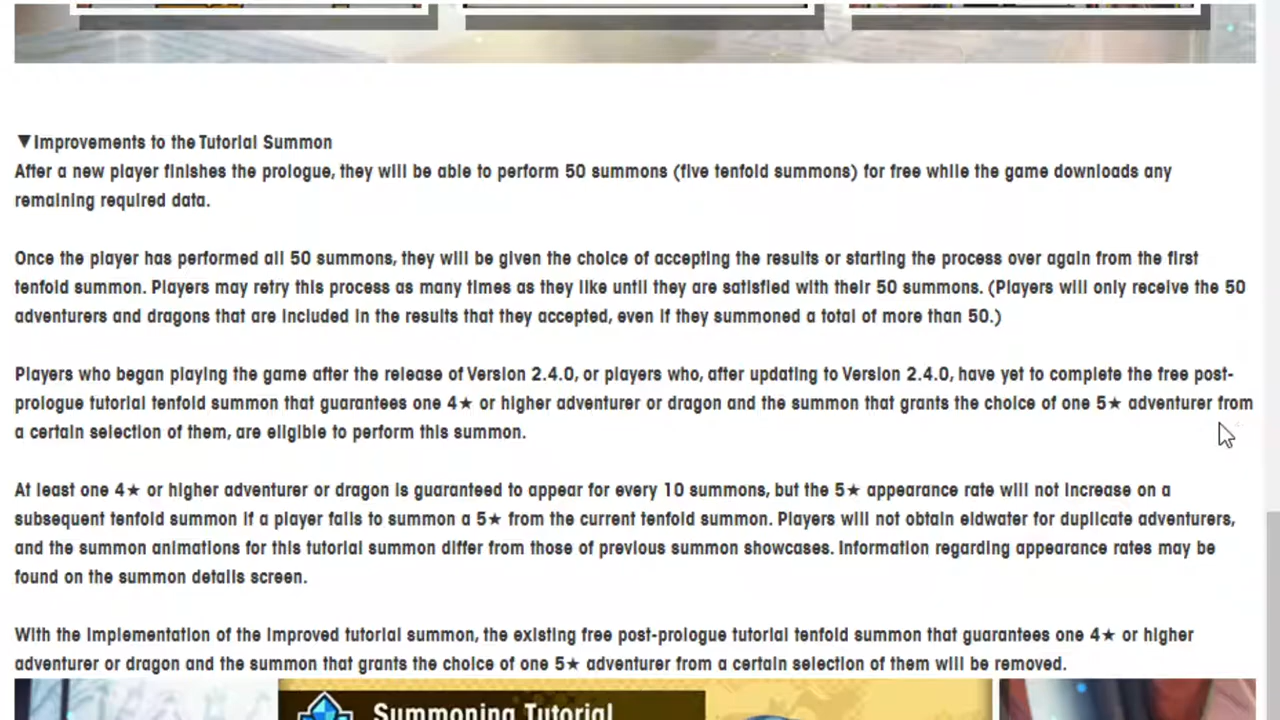 ▼Improvements to the Tutorial Summon
After a new player finishes the prologue, they will be able to perform 50 summons (five tenfold summons) for free while the game downloads any
remaining required data.
Once the player has performed all 50 summons, they will be given the choice of accepting the results or starting the process over again from the first
tenfold summon. Players may retry this process as many times as they like until they are satisfied with their 50 summons. (Players will only receive the 50
adventurers and dragons that are included in the results that they accepted, even if they summoned a total of more than 50.)
Players who began playing the game after the release of Version 2.4.0, or players who, after updating to Version 2.4.0, have yet to complete the free post-
prologue tutorial tenfold summon that guarantees one 4★ or higher adventurer or dragon and the summon that grants the choice of one 5★ adventurer from
a certain selection of them, are eligible to perform this summon.
At least one 4★ or higher adventurer or dragon is guaranteed to appear for every 10 summons, but the 5★ appearance rate will not increase on a
subsequent tenfold summon if a player fails to summon a 5★ from the current tenfold summon. Players will not obtain eldwater for duplicate adventurers,
and the summon animations for this tutorial summon differ from those of previous summon showcases. Information regarding appearance rates may be
found on the summon details screen.
With the implementation of the improved tutorial summon, the existing free post-prologue tutorial tenfold summon that guarantees one 4★ or higher
adventurer or dragon and the summon that grants the choice of one 5★ adventurer from a certain selection of them will be removed.
Summoning Tutorial